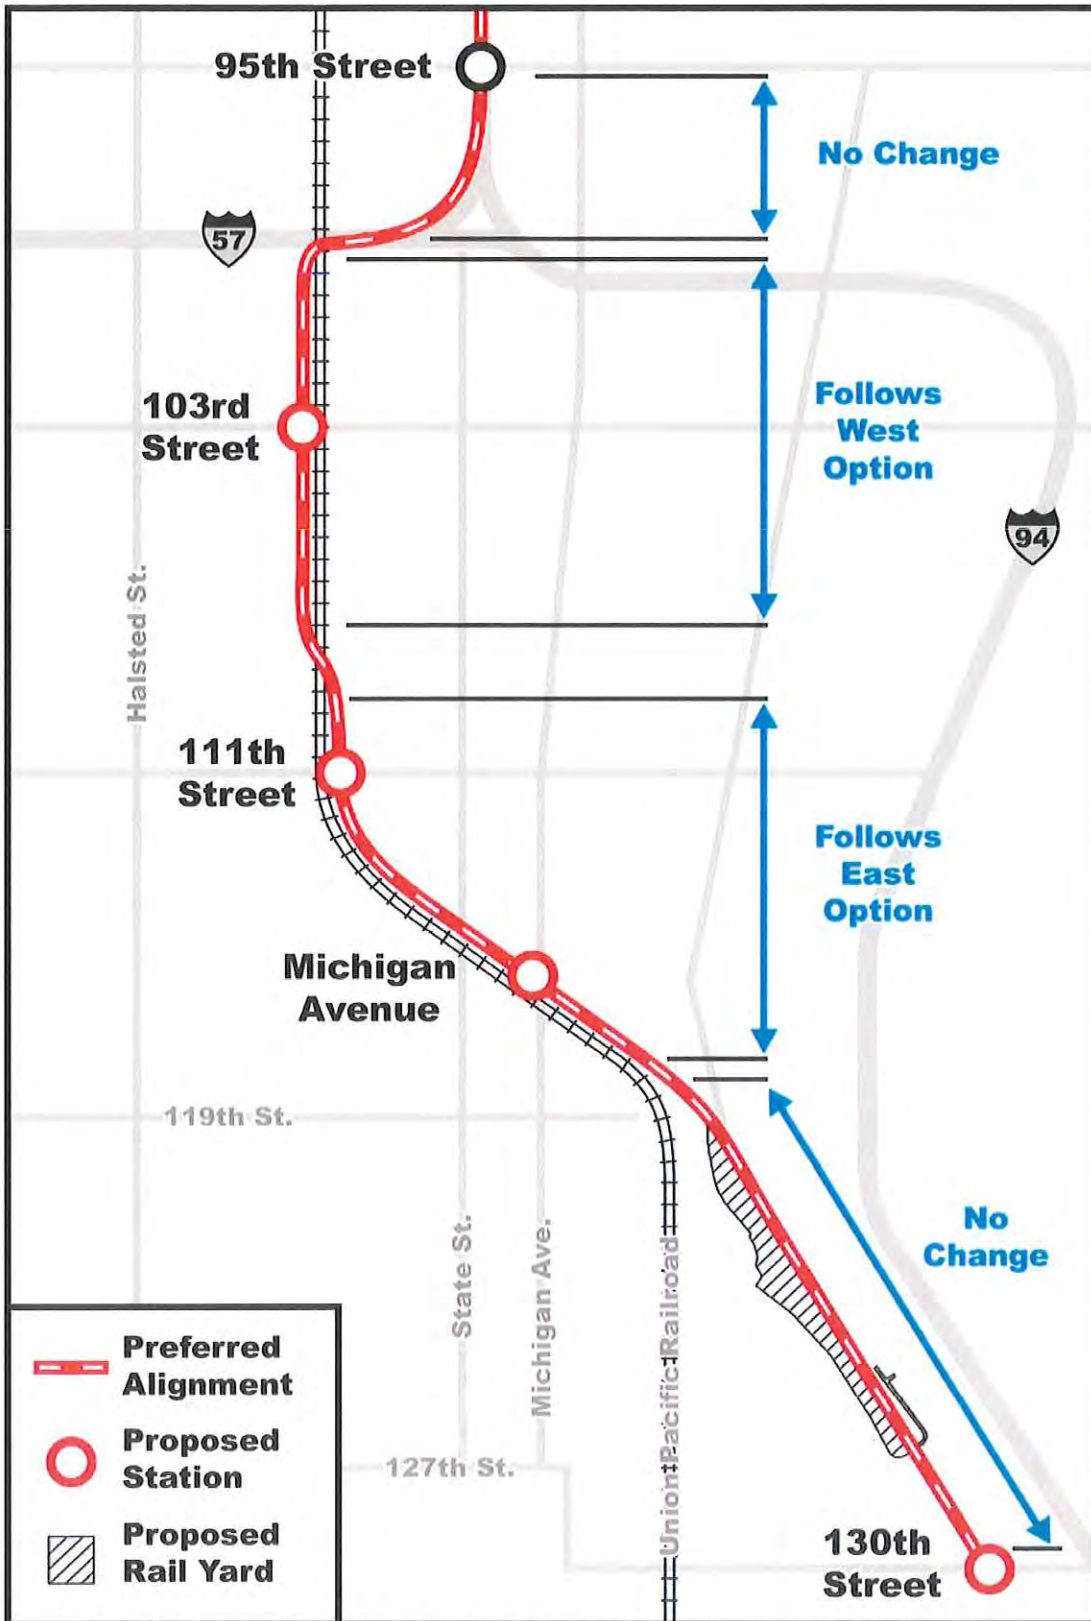 95th Street
No Change
57
103rd
Street
Follows
West
Option
94
Halsted St.
111th
Street
Follows
East
Option
Michigan
Avenue
119th St.
No
Change
State St.
Michigan Ave.
Union Pacific Railroad
127th St.
130th
Street
Preferred
Alignment
Proposed
Station
Proposed
Rail Yard